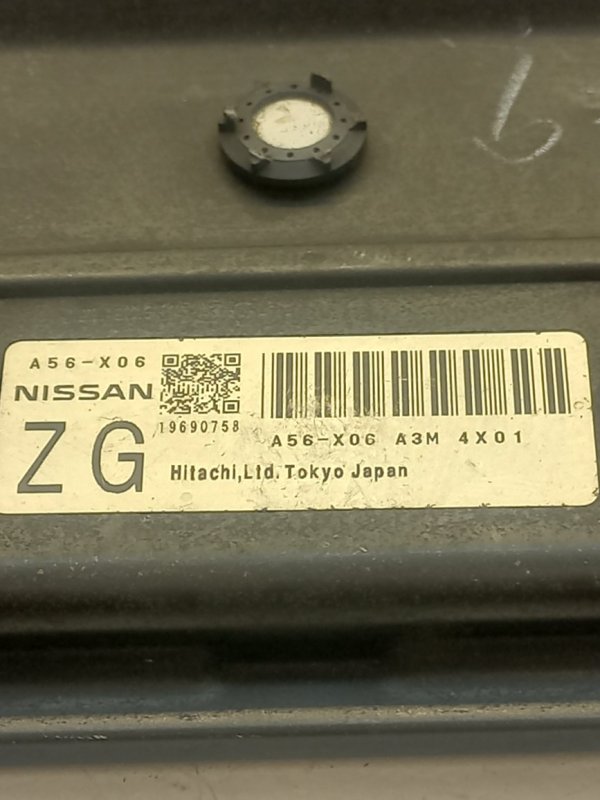 A56-X06
NISSAN
19690758
ZG
A56-X06 A3M 4X01
Hitachi,Ltd.Tokyo Japan